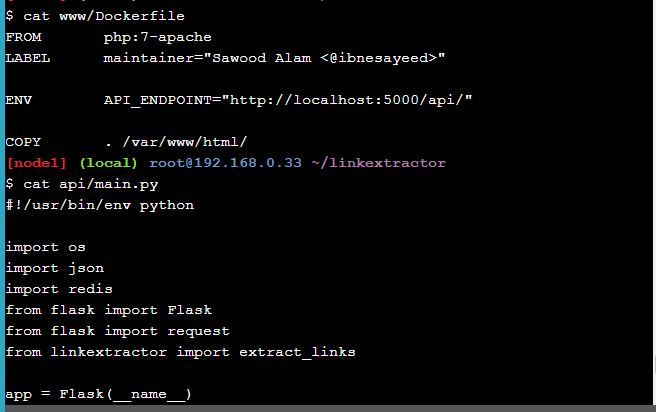 $ cat www/Dockerfile
FROM php:7-apache
LABEL maintainer="Sawood Alam <@ibnesayeed>"
ENV API_ENDPOINT="http://localhost:5000/api/"
COPY . /var/www/html/
[node1] (local) root@192.168.0.33 ~/linkextractor
$ cat api/main.py
#!/usr/bin/env python
import os
import json
import redis
from flask import Flask
from flask import request
from linkextractor import extract_links
app = Flask(__name__)